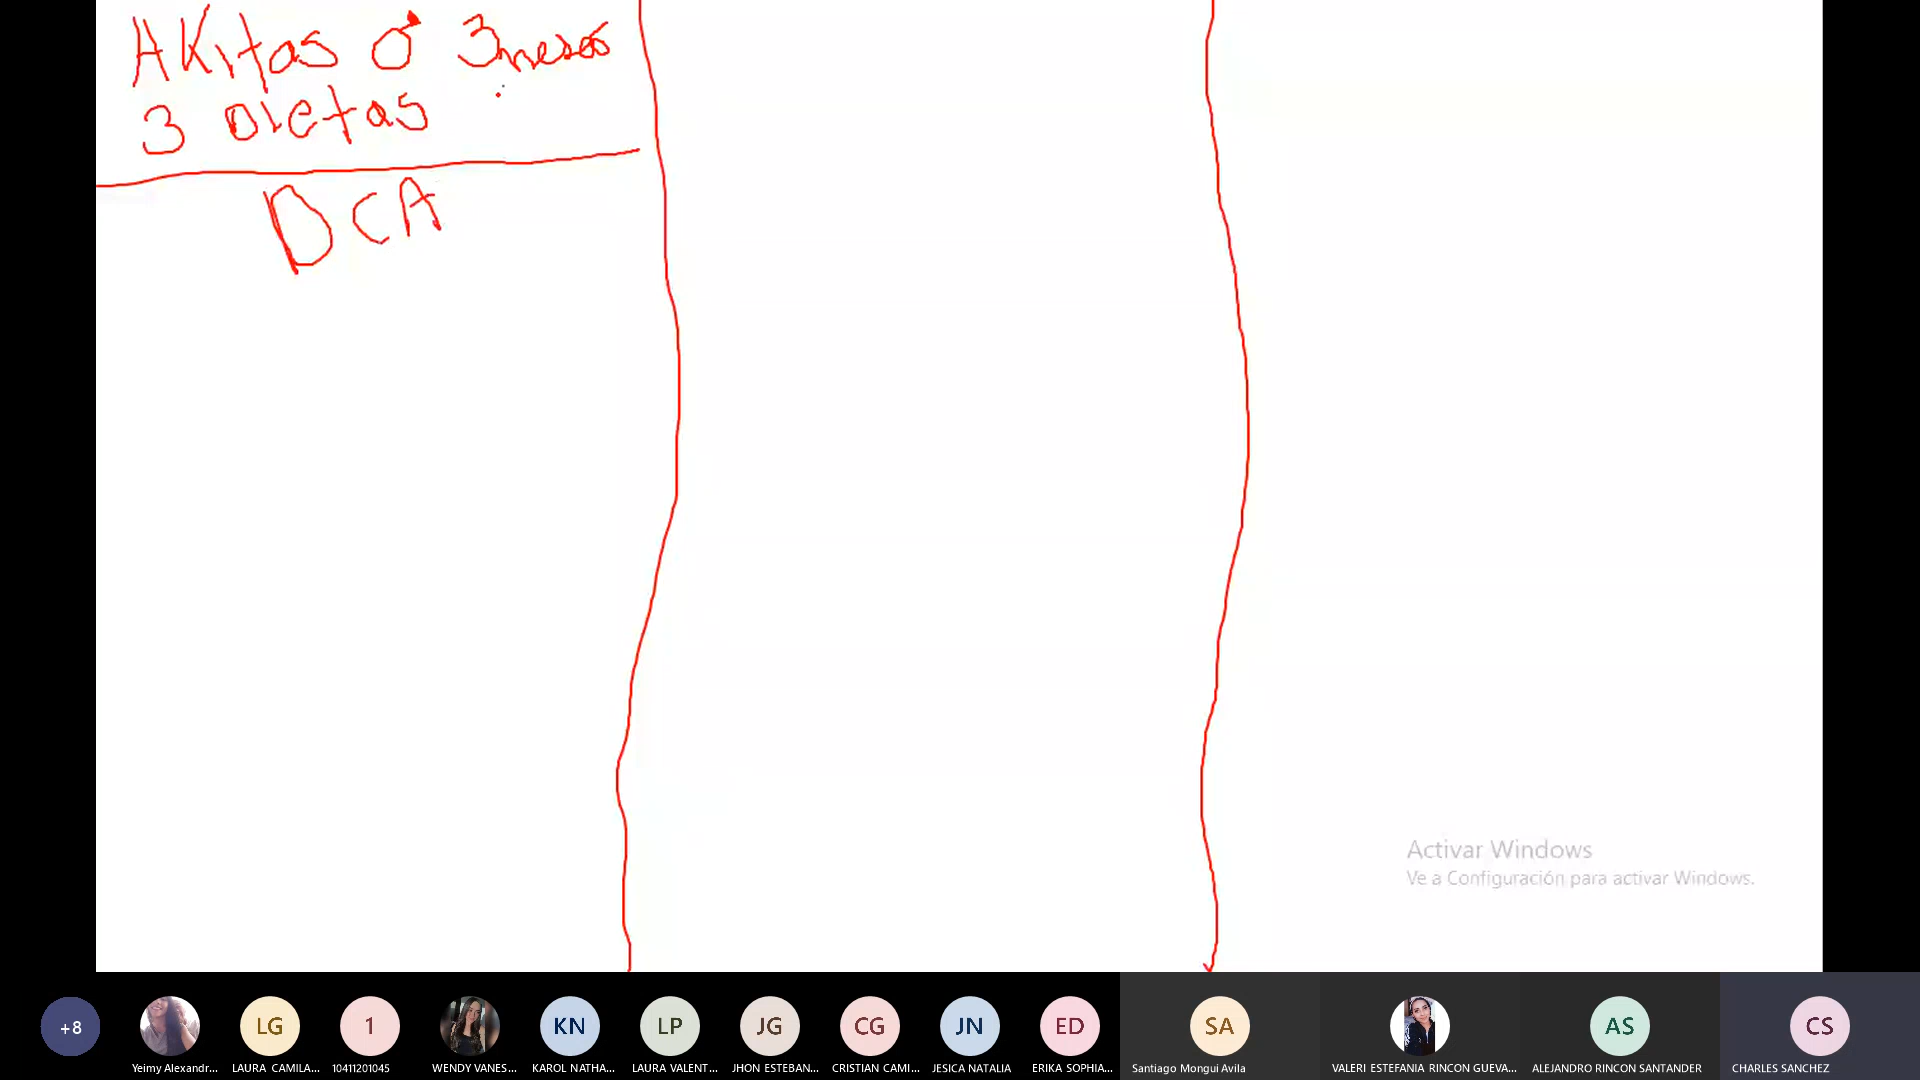 AKitas ♂ 3 meses
3 Dietas
DCA
Activar Windows
Ve a Configuración para activar Windows.
+8
LG
1
KN
LP
JG
CG
JN
ED
SA
AS
CS
Yeimy Alexandr...
LAURA CAMILA...
10411201045
WENDY VANES...
KAROL NATHA...
LAURA VALENT...
JHON ESTEBAN...
CRISTIAN CAMI...
JESICA NATALIA
ERIKA SOPHIA...
Santiago Mongui Avila
VALERI ESTEFANIA RINCON GUEVA...
ALEJANDRO RINCON SANTANDER
CHARLES SANCHEZ